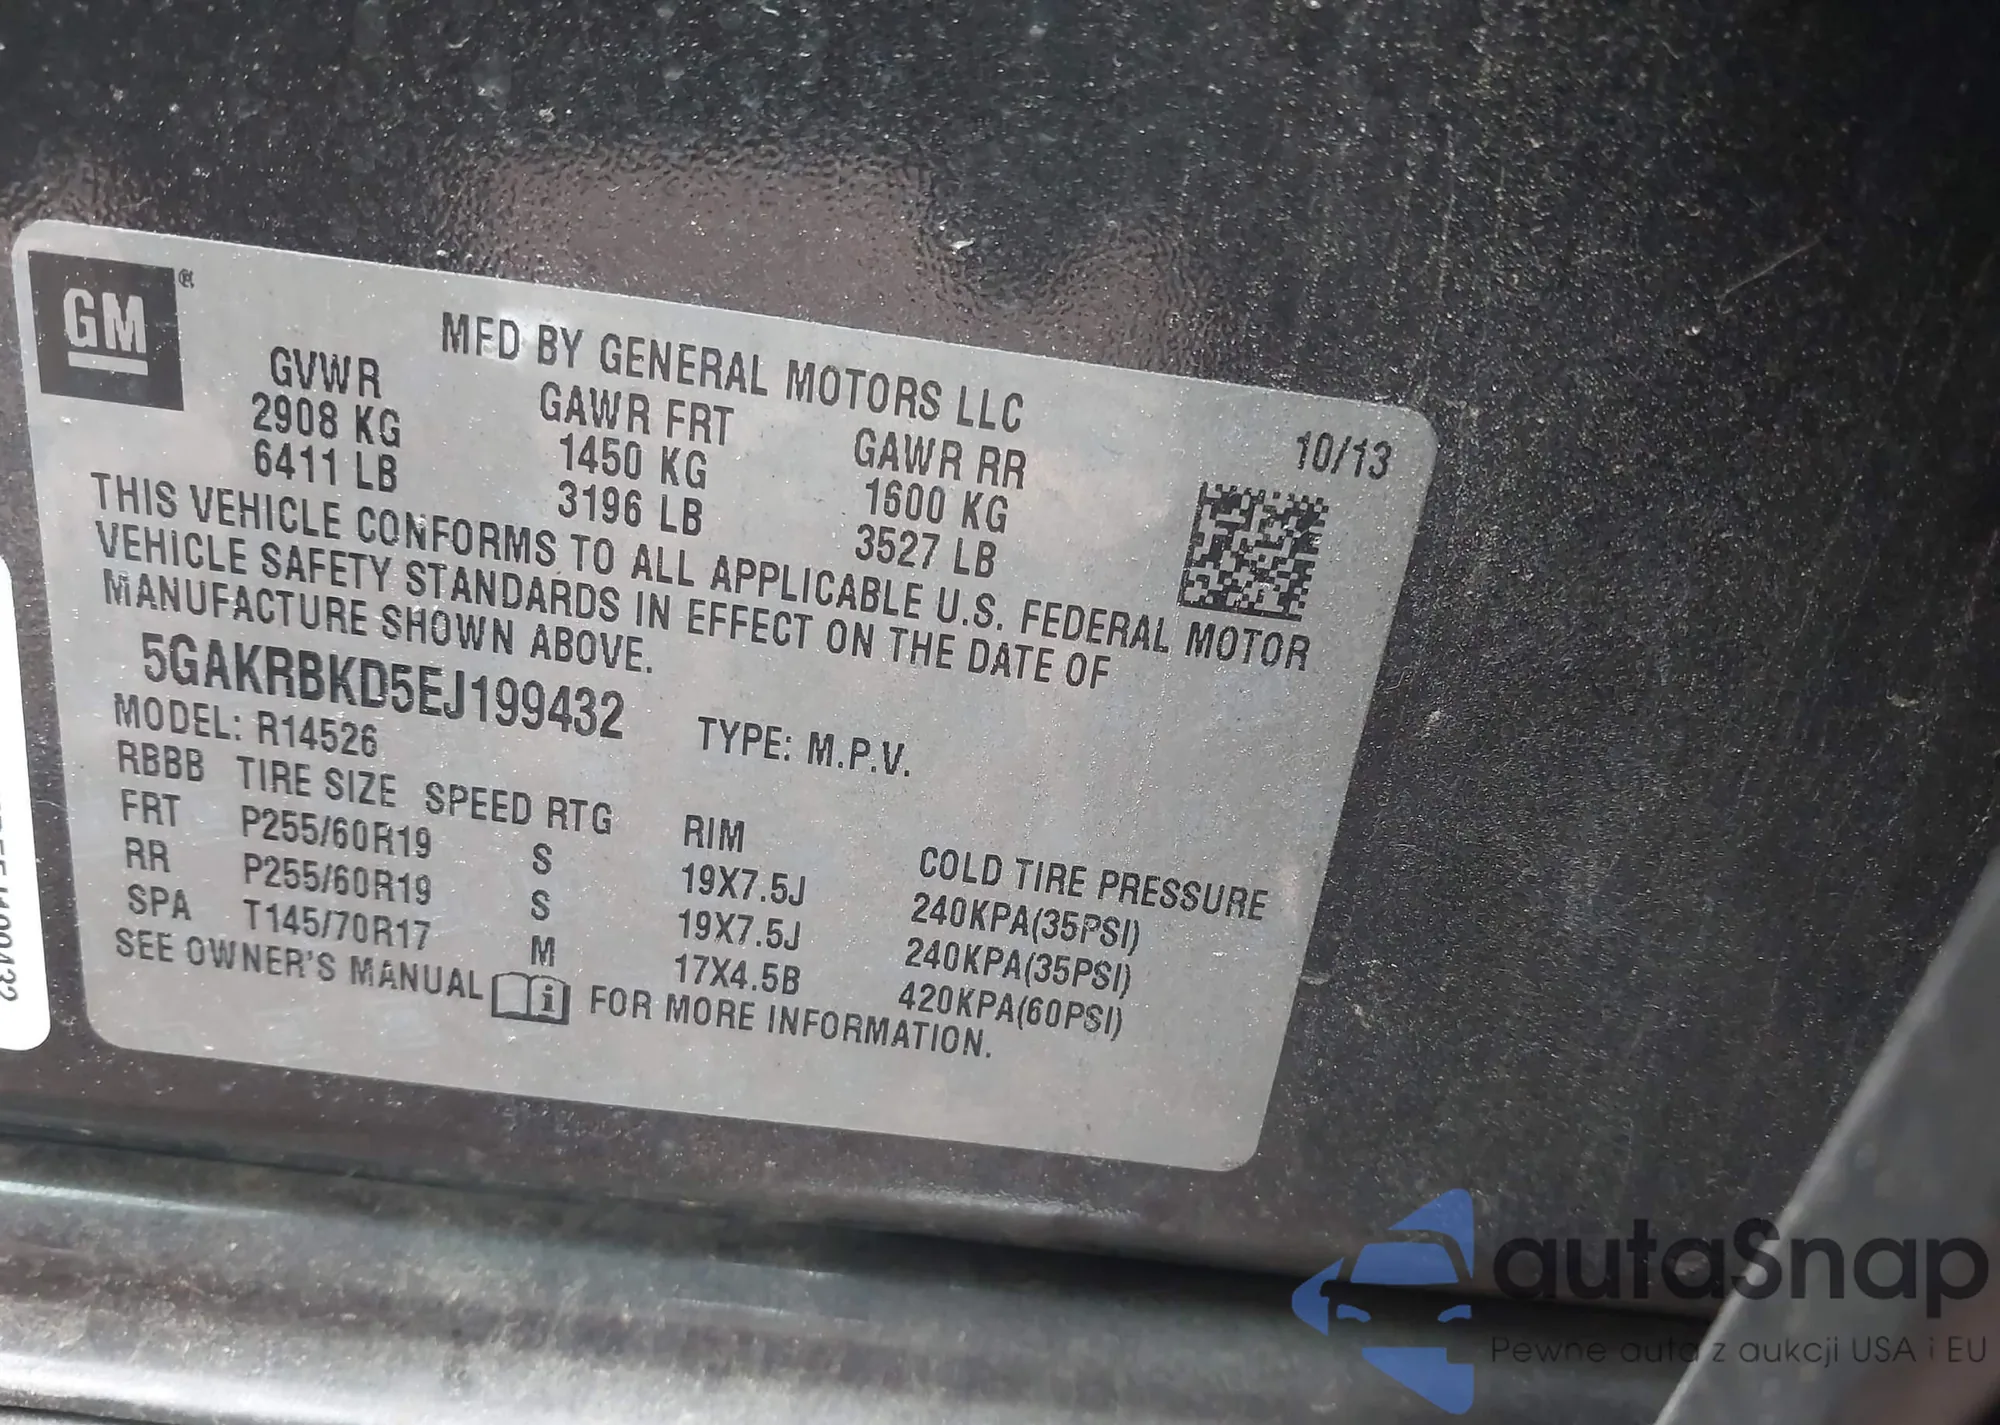 GM
MFD BY GENERAL MOTORS LLC
10/13
GVWR GAWR FRT GAWR RR
2908 KG 1450 KG 1600 KG
6411 LB 3196 LB 3527 LB
THIS VEHICLE CONFORMS TO ALL APPLICABLE U.S. FEDERAL MOTOR
VEHICLE SAFETY STANDARDS IN EFFECT ON THE DATE OF
MANUFACTURE SHOWN ABOVE.
5GAKRBKD5EJ199432 TYPE: M.P.V.
MODEL: R14526
RBBB TIRE SIZE SPEED RTG RIM COLD TIRE PRESSURE
FRT P255/60R19 S 19X7.5J 240KPA(35PSI)
RR P255/60R19 S 19X7.5J 240KPA(35PSI)
SPA T145/70R17 M 17X4.5B 420KPA(60PSI)
SEE OWNER'S MANUAL FOR MORE INFORMATION.
autaSnap
Pewne auta z aukcji USA i EU